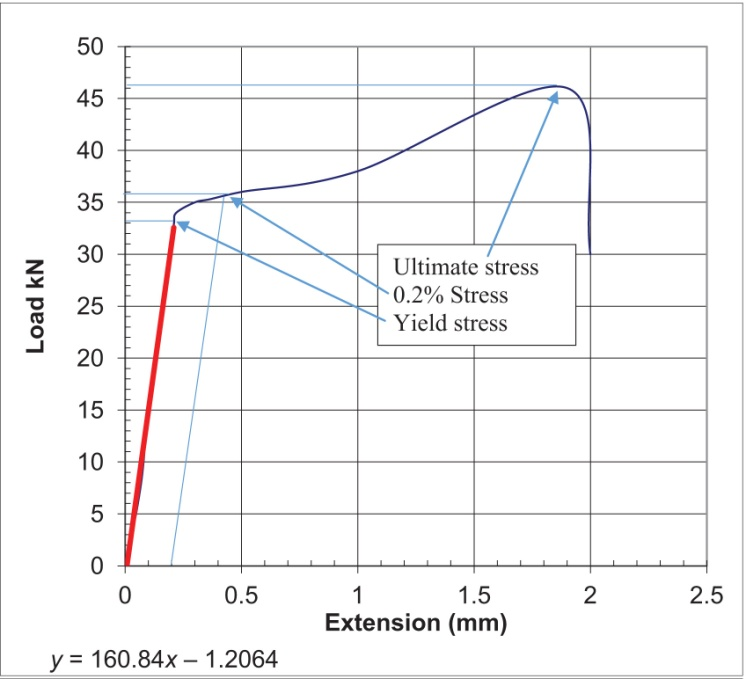 50
45
40
35
30
25
20
15
10
5
0
Load kN
Ultimate stress
0.2% Stress
Yield stress
0 0.5 1 1.5 2 2.5
Extension (mm)
y = 160.84x – 1.2064